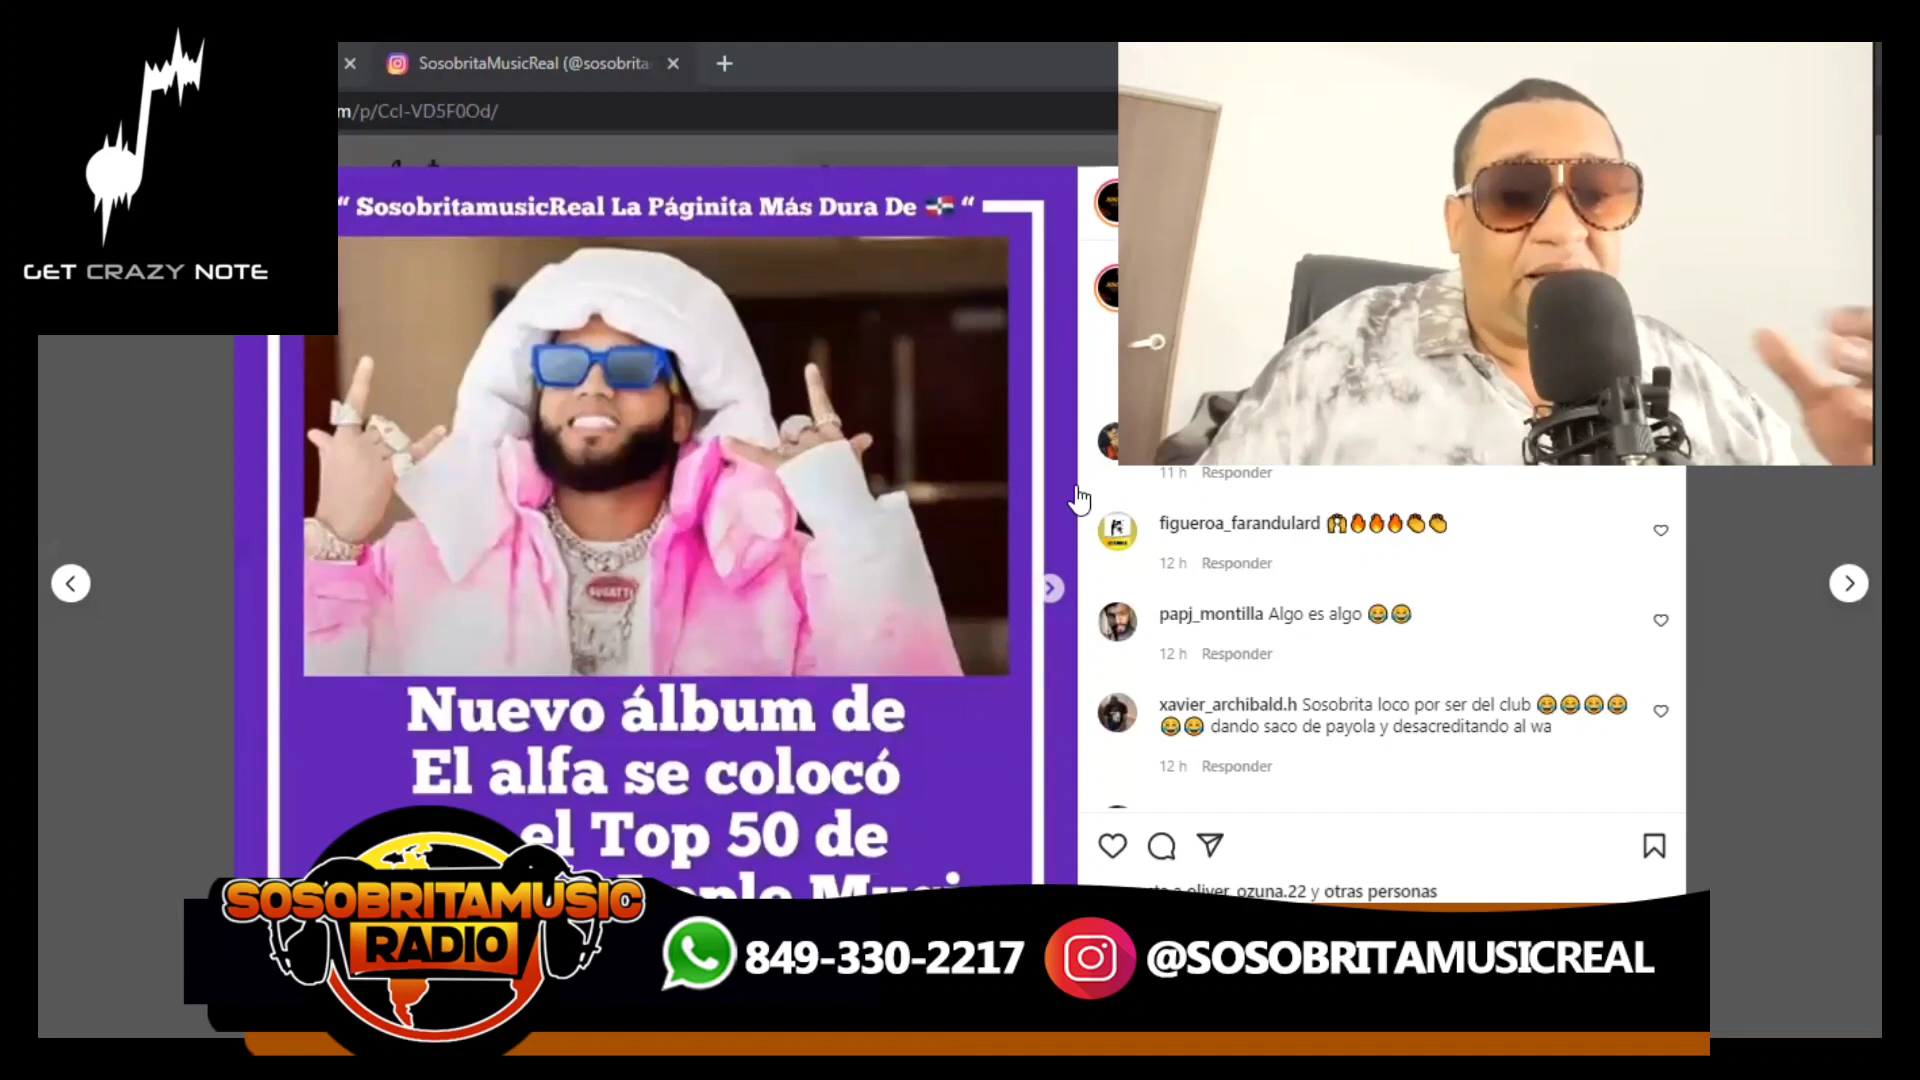 GET CRAZY NOTE
SosobritaMusicReal (@sosobrita
m/p/CcI-VD5F0Od/
“ SosobritamusicReal La Páginita Más Dura De “
BUGATTI
Nuevo álbum de
El alfa se colocó
el Top 50 de
11 h Responder
figueroa_farandulard
12 h Responder
papj_montilla Algo es algo 😂😂
12 h Responder
xavier_archibald.h Sosobrita loco por ser del club 😂😂😂😂
😂😂 dando saco de payola y desacreditando al wa
12 h Responder
a oliver_ozuna.22 y otras personas
SOSOBRITAMUSIC
RADIO
849-330-2217
@SOSOBRITAMUSICREAL